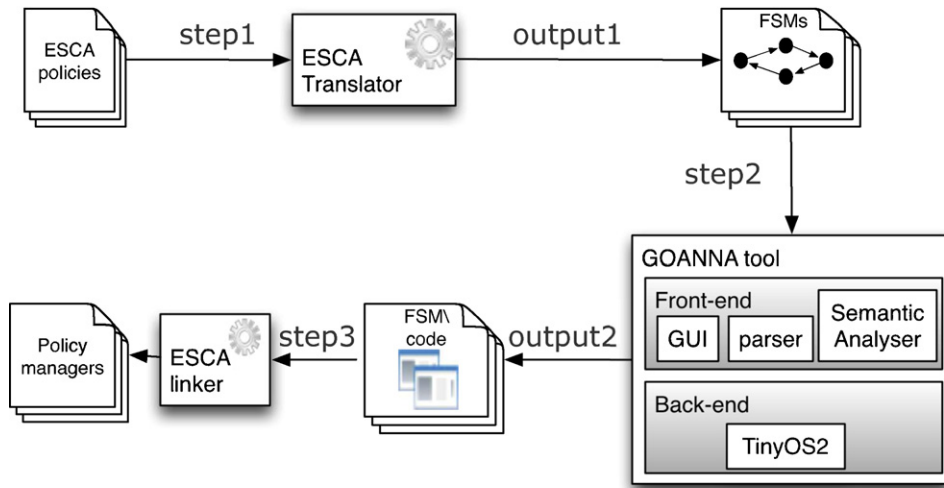 ESCA
policies
step1
ESCA
Translator
output1
FSMs
step2
GOANNA tool
Front-end
GUI
parser
Semantic
Analyser
Back-end
TinyOS2
output2
FSM\
code
step3
ESCA
linker
Policy
managers